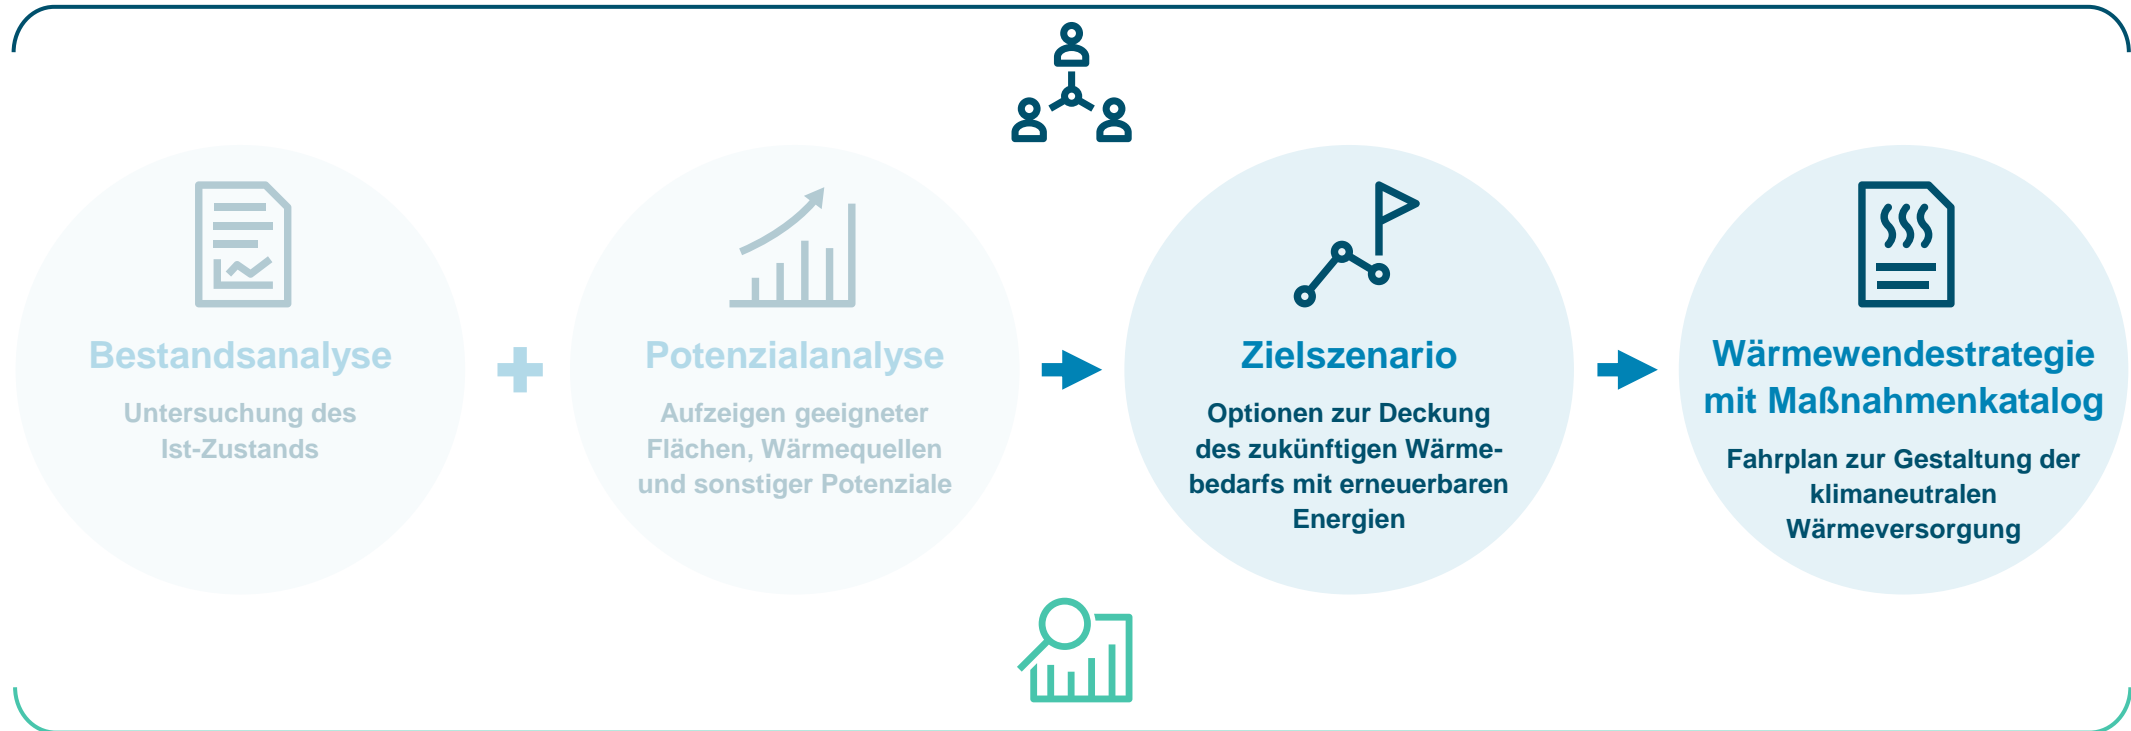 Bestandsanalyse
Untersuchung des
Ist-Zustands
Potenzialanalyse
Aufzeigen geeigneter
Flächen, Wärmequellen
und sonstiger Potenziale
Zielszenario
Optionen zur Deckung
des zukünftigen Wärme-
bedarfs mit erneuerbaren
Energien
Wärmewendestrategie
mit Maßnahmenkatalog
Fahrplan zur Gestaltung der
klimaneutralen
Wärmeversorgung